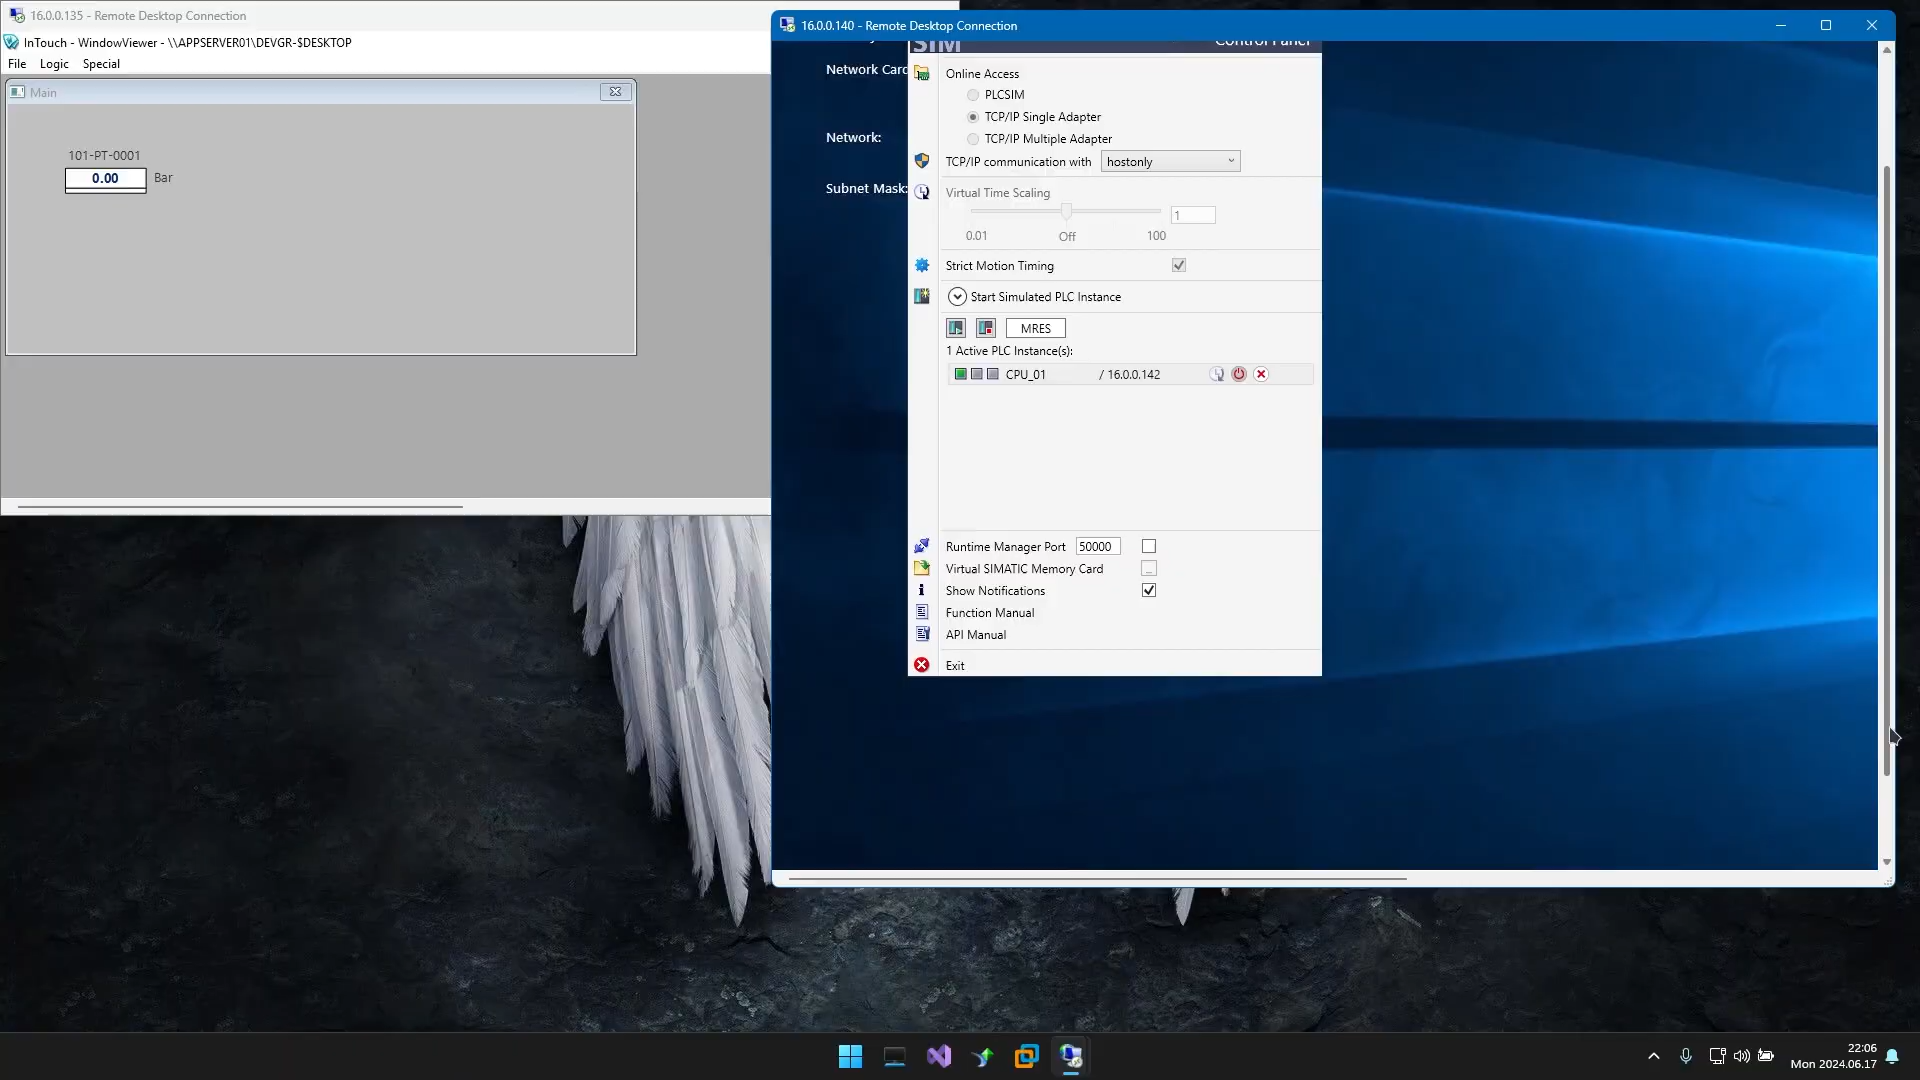 16.0.0.135 - Remote Desktop Connection
InTouch - WindowViewer - \\APPSERVER01\DEVGR-$DESKTOP
File Logic Special
Main
101-PT-0001
0.00 Bar
16.0.0.140 - Remote Desktop Connection
SIM Control Panel
Network Card
Network:
Subnet Mask:
Online Access
PLCSIM
TCP/IP Single Adapter
TCP/IP Multiple Adapter
TCP/IP communication with hostonly
Virtual Time Scaling
1
0.01 Off 100
Strict Motion Timing
Start Simulated PLC Instance
MRES
1 Active PLC Instance(s):
CPU_01 / 16.0.0.142
Runtime Manager Port 50000
Virtual SIMATIC Memory Card ...
Show Notifications
Function Manual
API Manual
Exit
22:06
Mon 2024.06.17